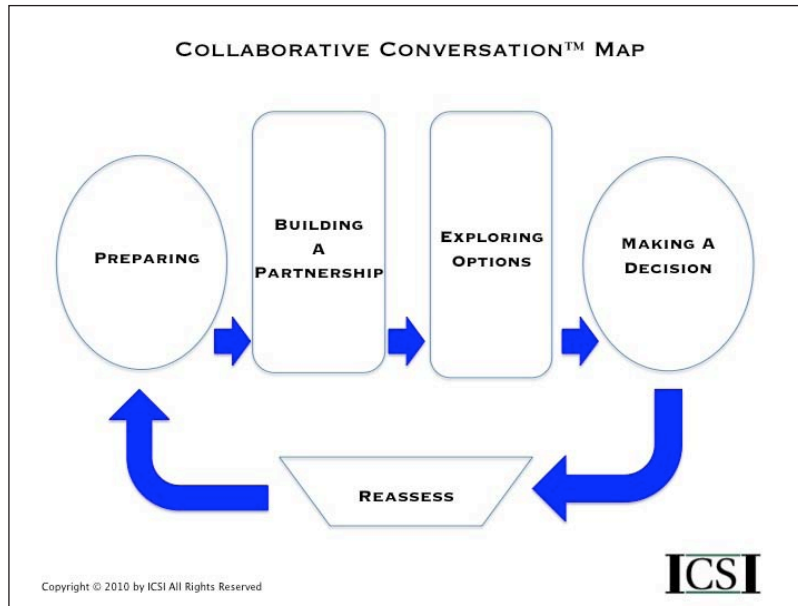 COLLABORATIVE CONVERSATION™ MAP
PREPARING
BUILDING
A
PARTNERSHIP
EXPLORING
OPTIONS
MAKING A
DECISION
REASSESS
Copyright © 2010 by ICSI All Rights Reserved
ICSI